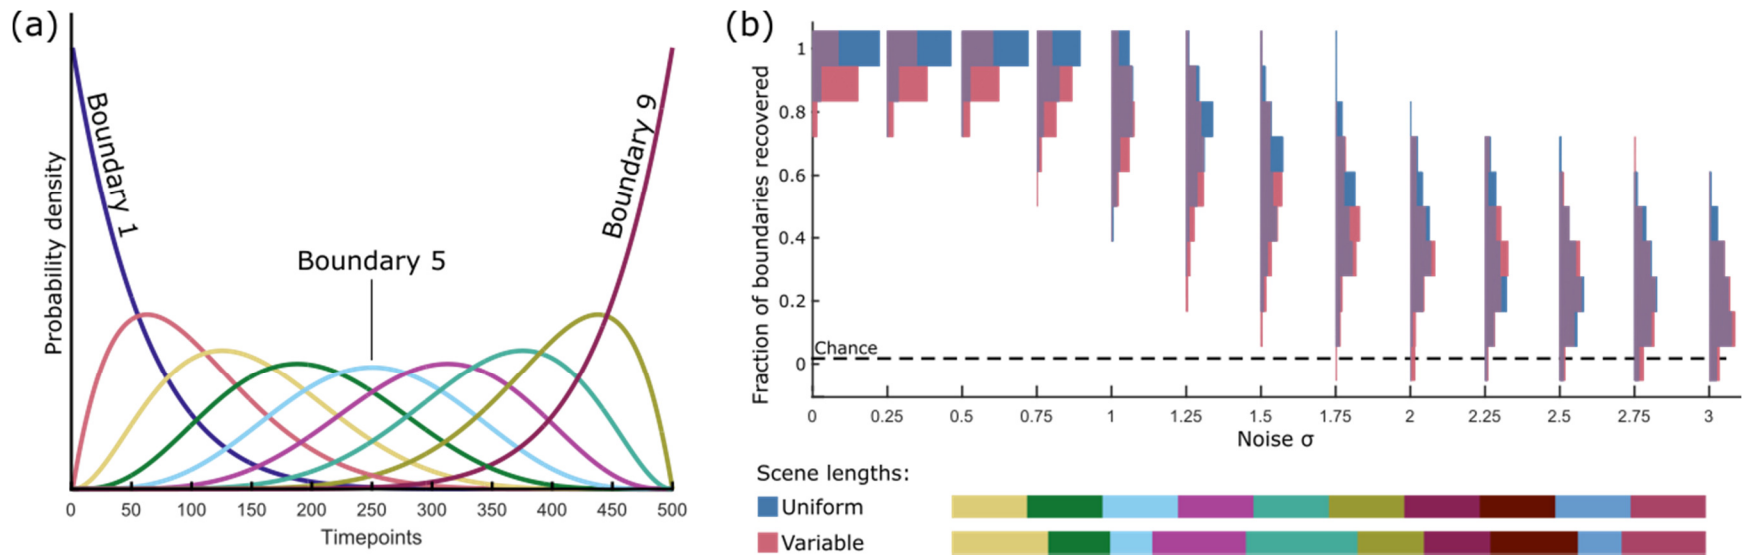 (a)
Probability density
Boundary 1
Boundary 5
Boundary 9
0 50 100 150 200 250 300 350 400 450 500
Timepoints
(b)
Fraction of boundaries recovered
1
0.8
0.6
0.4
0.2
0
Chance
0 0.25 0.5 0.75 1 1.25 1.5 1.75 2 2.25 2.5 2.75 3
Noise σ
Scene lengths:
Uniform
Variable